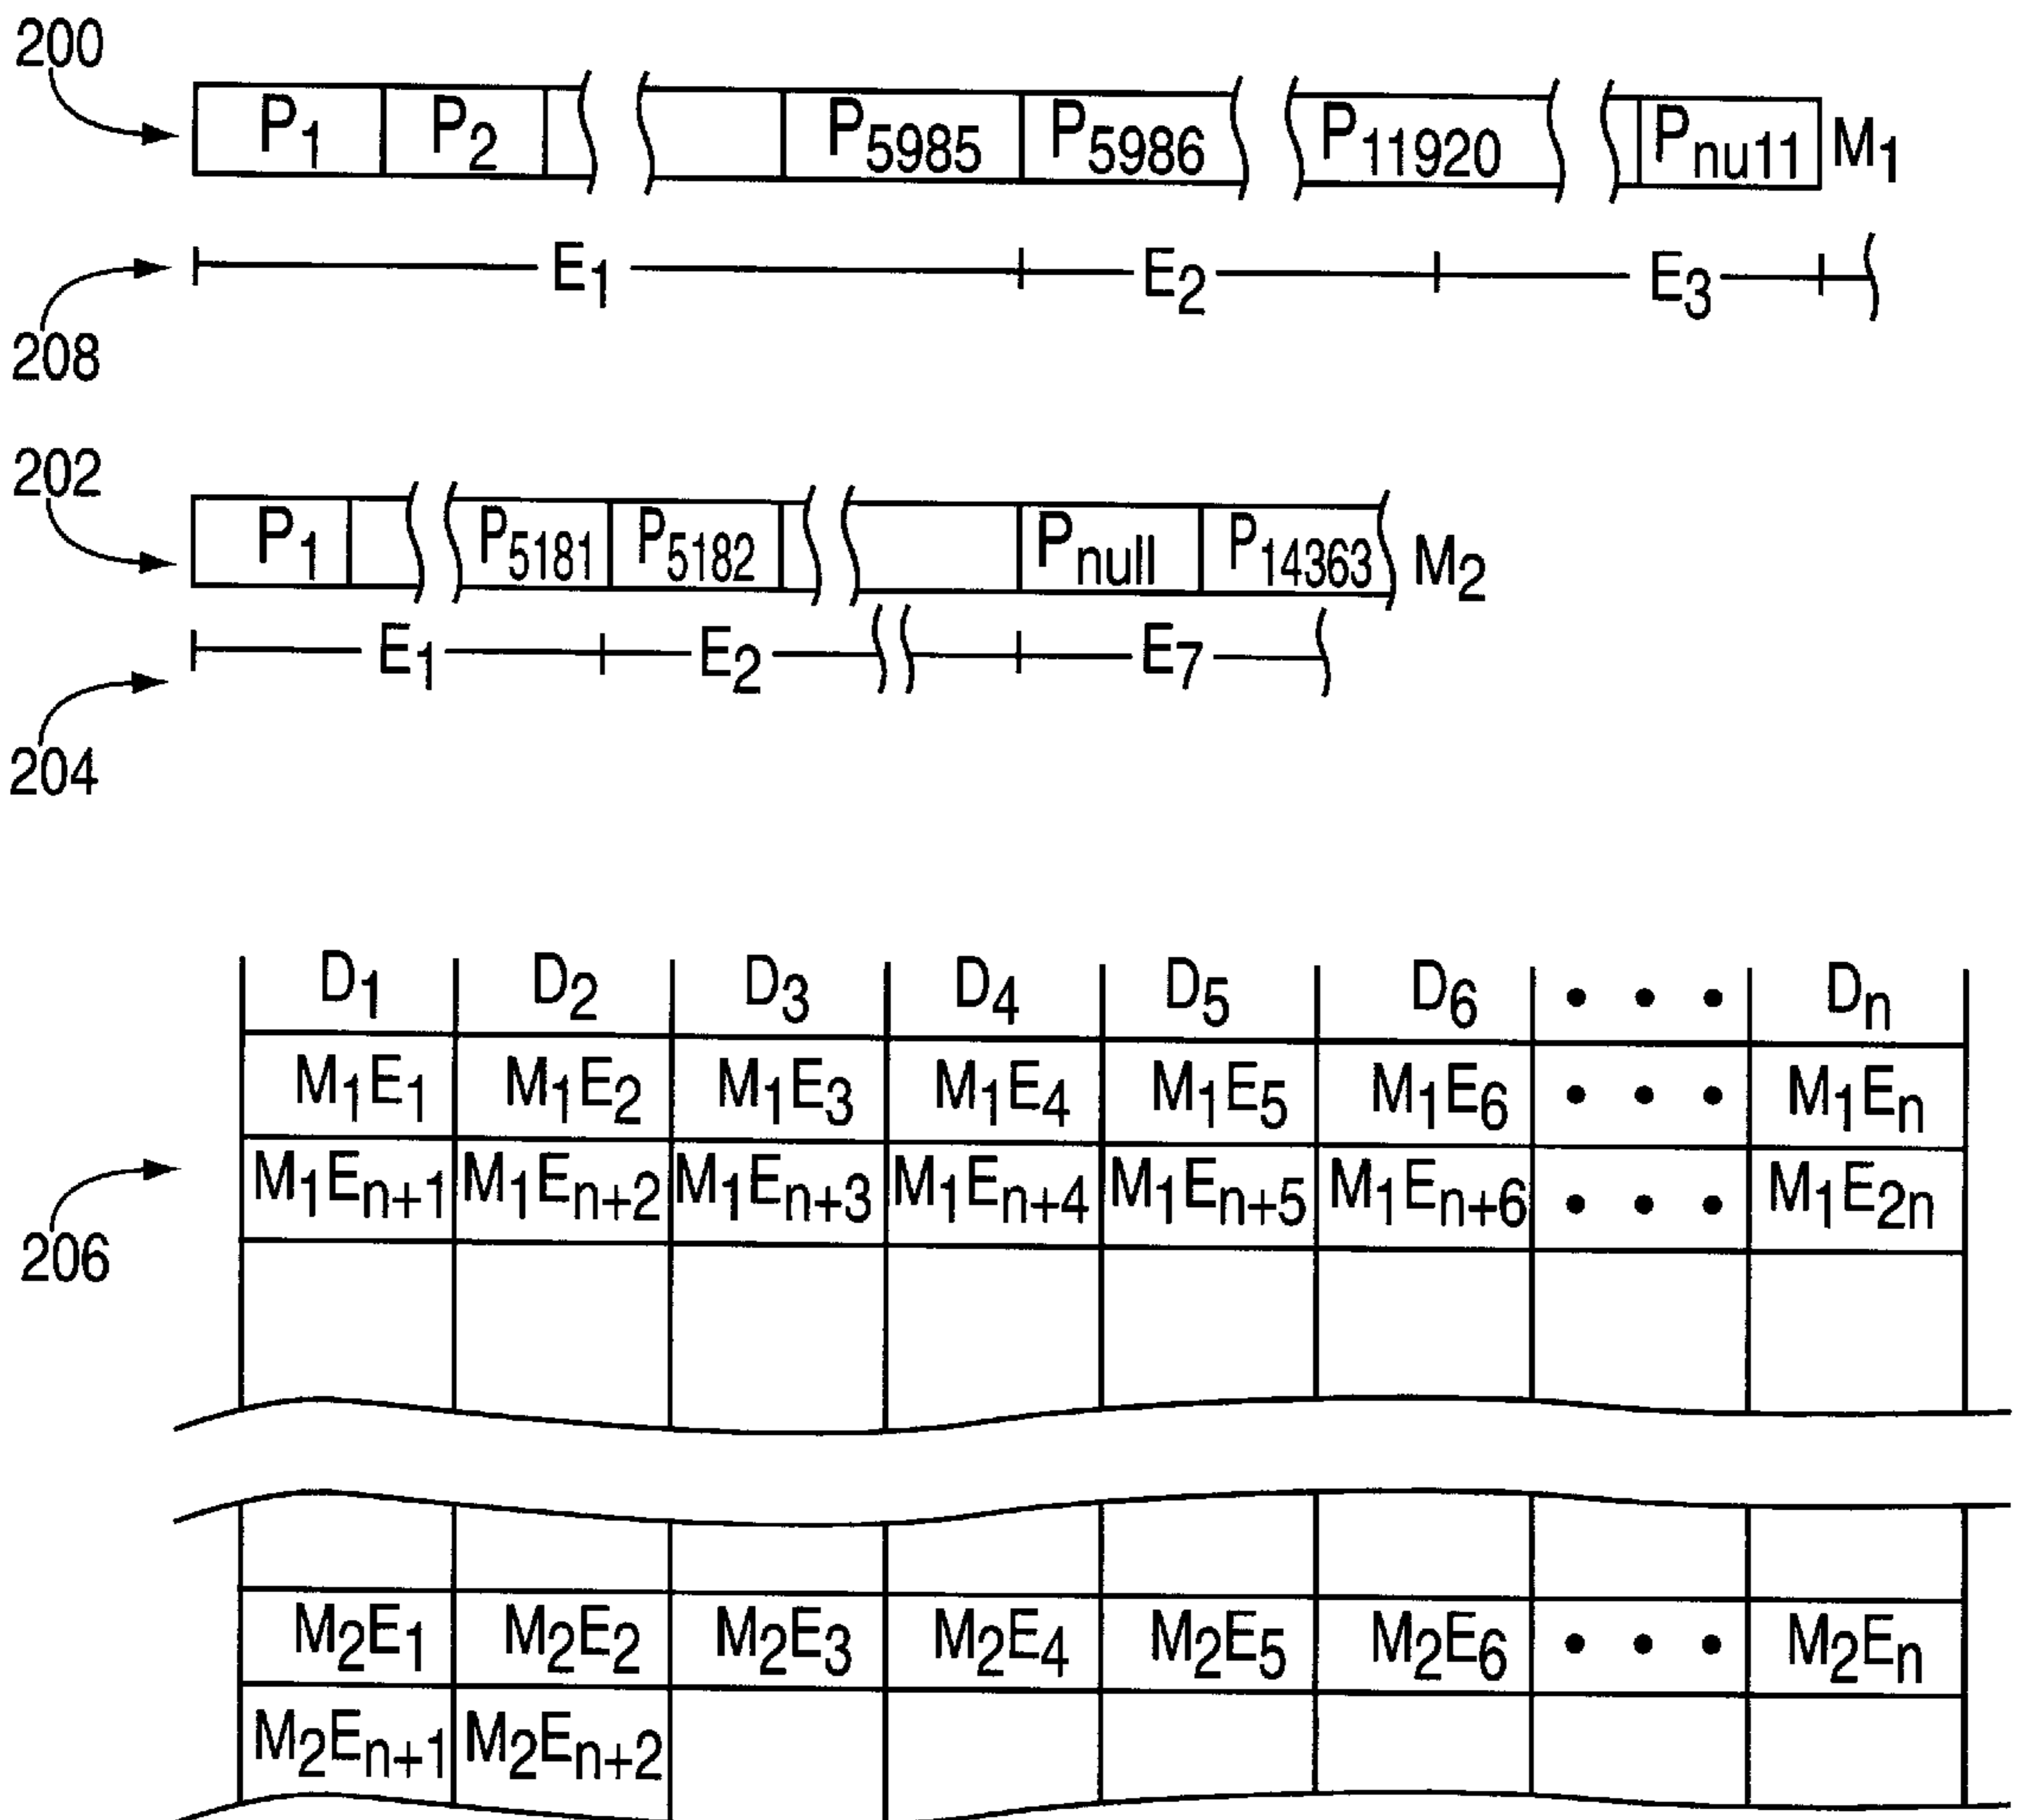 200
P1 P2 P5985 P5986 P11920 Pnu11 M1
E1 E2 E3
208
202
P1 P5181 P5182 Pnull P14363 M2
E1 E2 E7
204
D1 D2 D3 D4 D5 D6 • • • Dn
M1E1 M1E2 M1E3 M1E4 M1E5 M1E6 • • • M1En
M1En+1 M1En+2 M1En+3 M1En+4 M1En+5 M1En+6 • • • M1E2n
206
M2E1 M2E2 M2E3 M2E4 M2E5 M2E6 • • • M2En
M2En+1 M2En+2